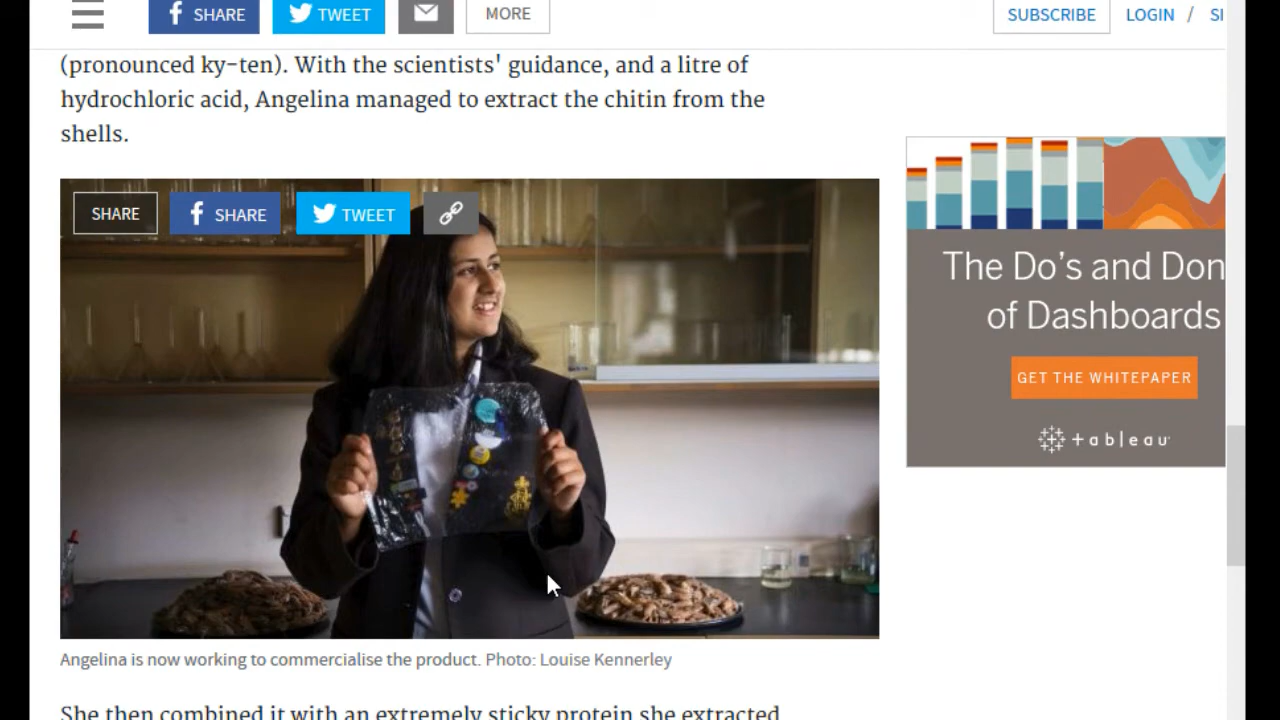 SHARE TWEET MORE SUBSCRIBE LOGIN / SI
(pronounced ky-ten). With the scientists' guidance, and a litre of
hydrochloric acid, Angelina managed to extract the chitin from the
shells.
SHARE SHARE TWEET
Angelina is now working to commercialise the product. Photo: Louise Kennerley
She then combined it with an extremely sticky protein she extracted
The Do's and Don
of Dashboards
GET THE WHITEPAPER
+ableau